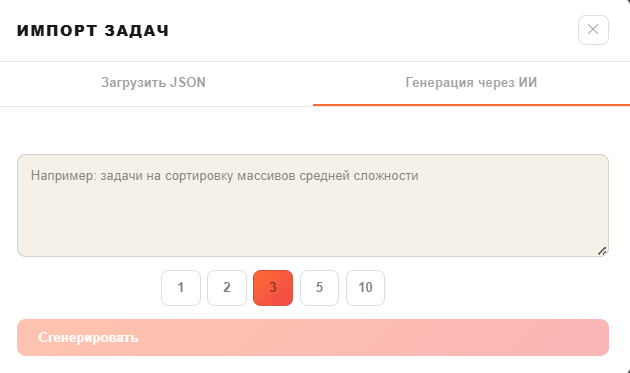 ИМПОРТ ЗАДАЧ
Загрузить JSON
Генерация через ИИ
Например: задачи на сортировку массивов средней сложности
1 2 3 5 10
Сгенерировать